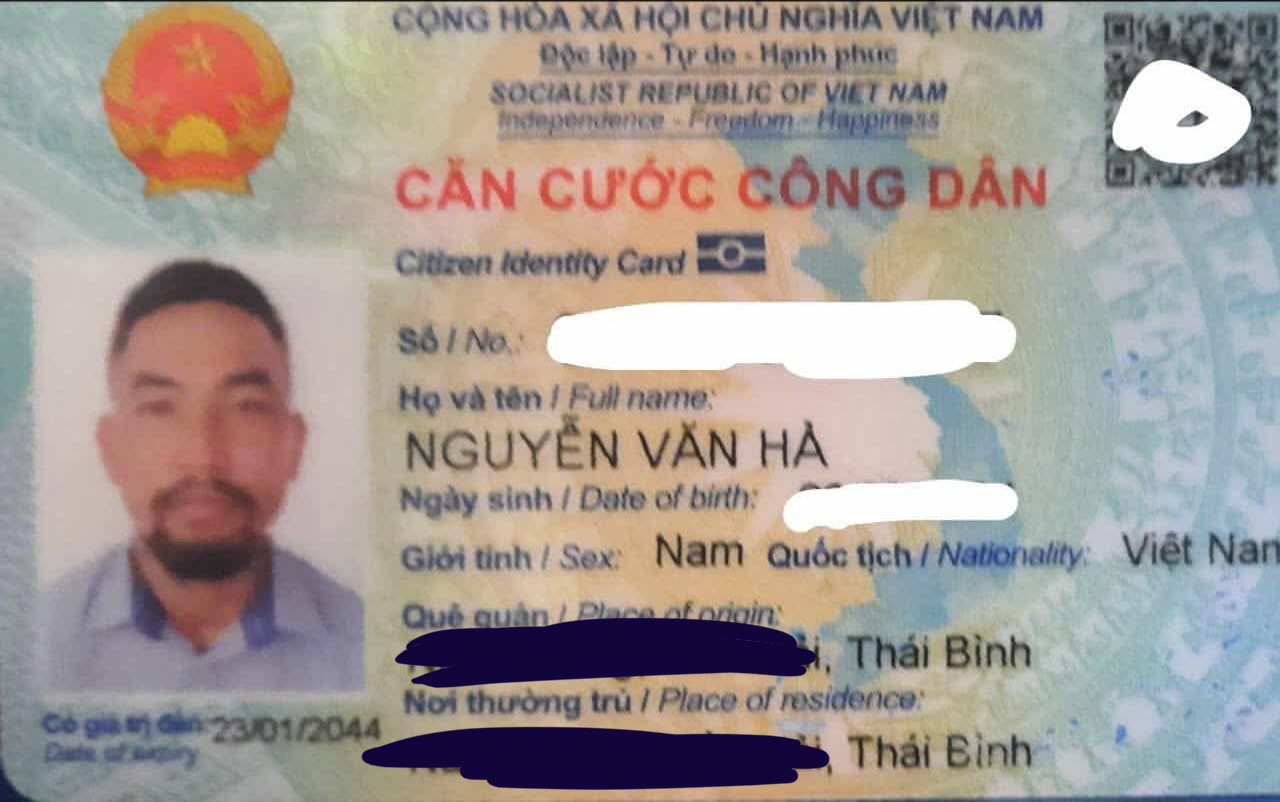 CỘNG HÒA XÃ HỘI CHỦ NGHĨA VIỆT NAM
Độc lập - Tự do - Hạnh phúc
SOCIALIST REPUBLIC OF VIET NAM
Independence - Freedom - Happiness
CĂN CƯỚC CÔNG DÂN
Citizen Identity Card
Số / No.:
Họ và tên / Full name:
NGUYỄN VĂN HÀ
Ngày sinh / Date of birth:
Giới tính / Sex: Nam Quốc tịch / Nationality: Việt Nam
Quê quán / Place of origin:
, Thái Bình
Nơi thường trú / Place of residence:
, Thái Bình
Có giá trị đến: 23/01/2044
Date of expiry